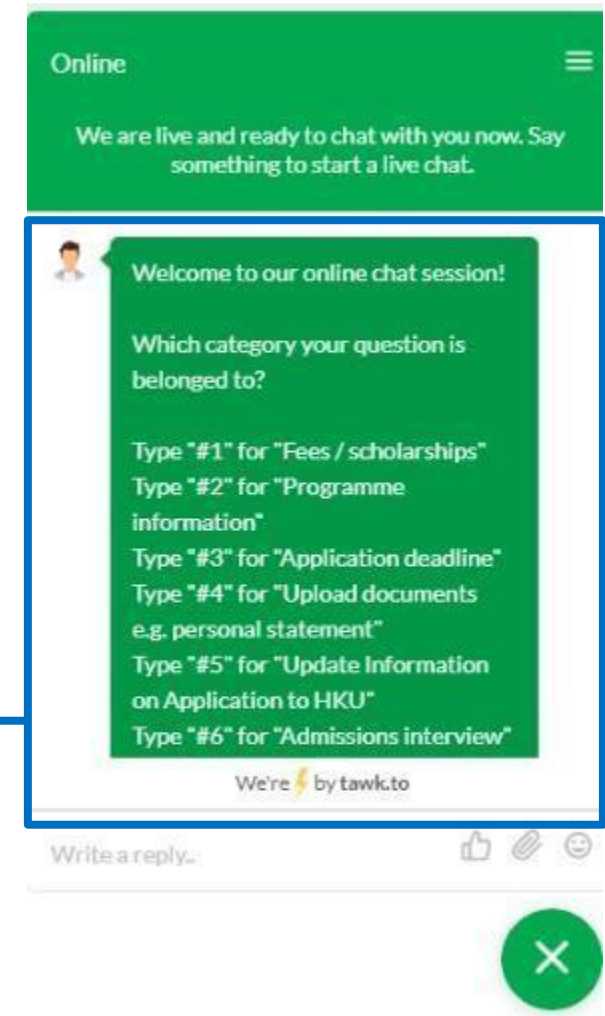 Online
We are live and ready to chat with you now. Say
something to start a live chat.
Welcome to our online chat session!
Which category your question is
belonged to?
Type "#1" for "Fees / scholarships"
Type "#2" for "Programme
information"
Type "#3" for "Application deadline"
Type "#4" for "Upload documents
e.g. personal statement"
Type "#5" for "Update Information
on Application to HKU"
Type "#6" for "Admissions interview"
We're by tawk.to
Write a reply..